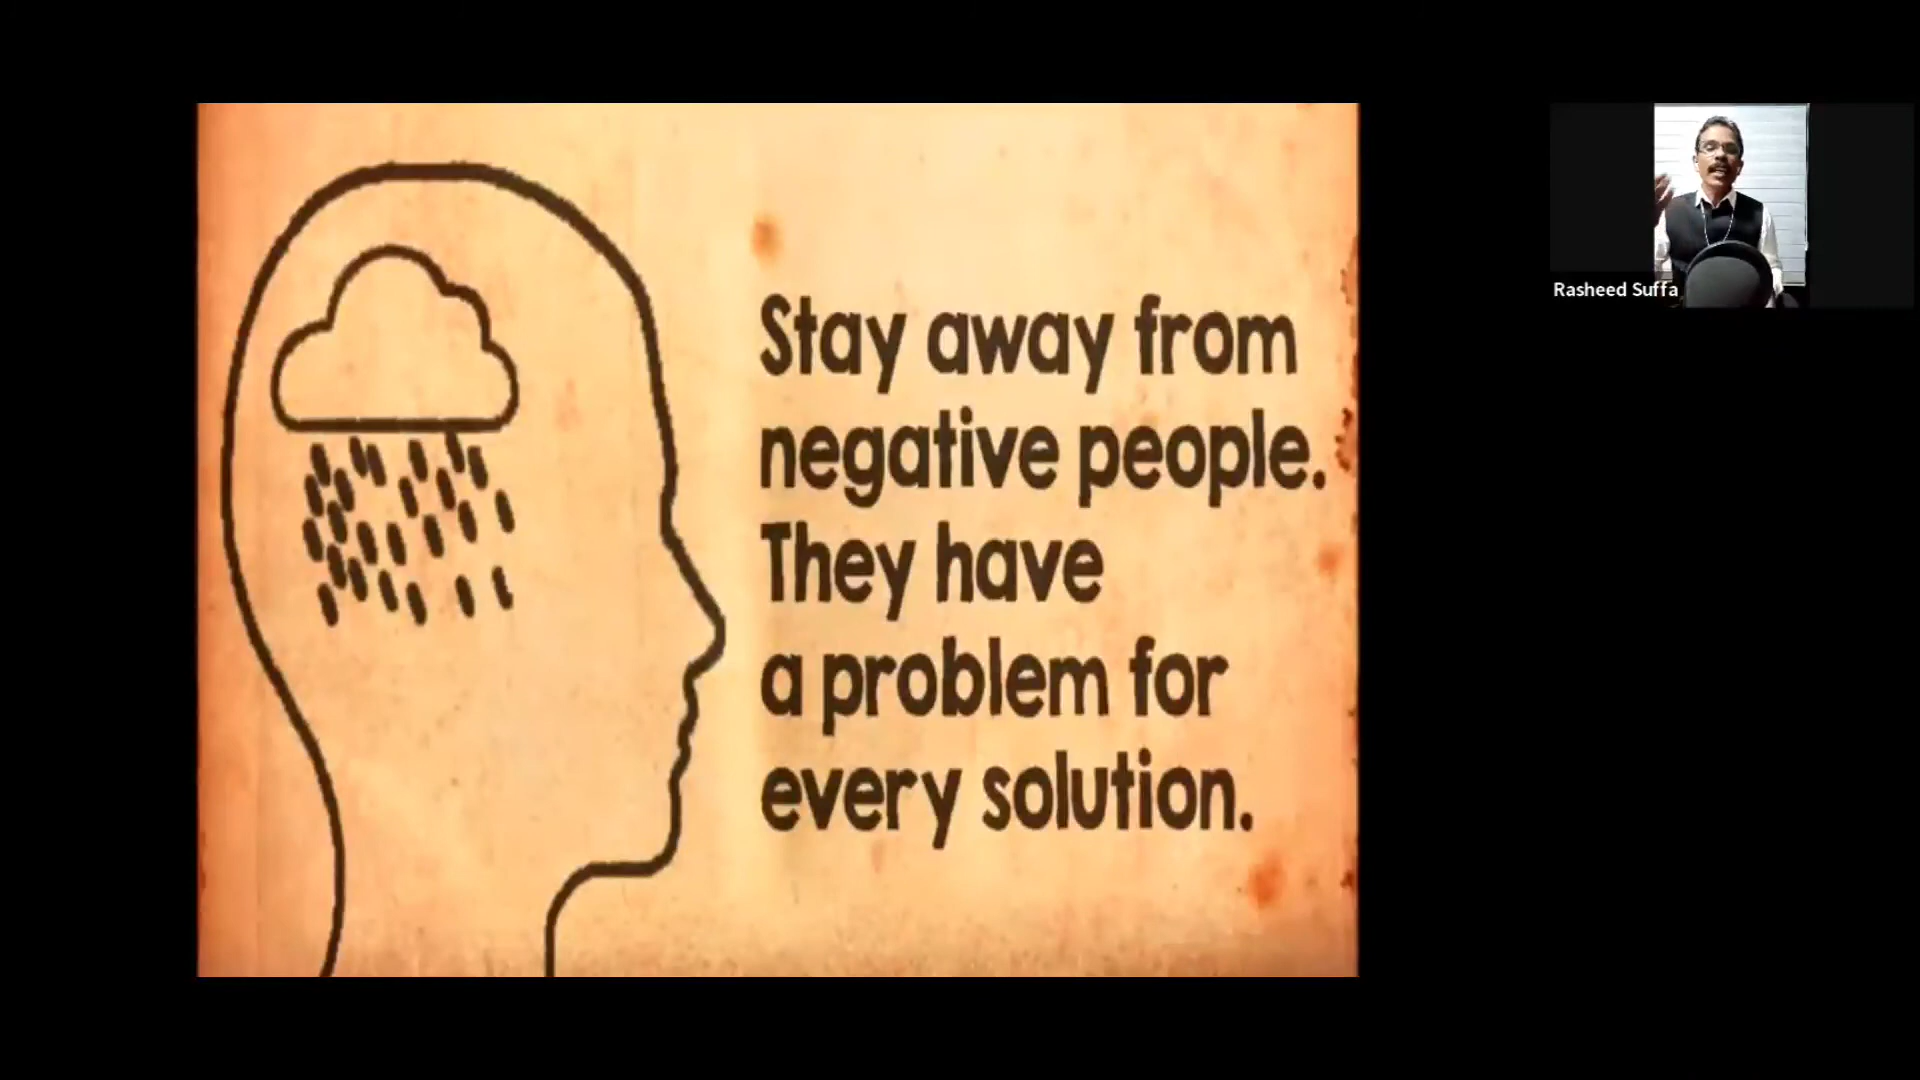 Stay away from
negative people.
They have
a problem for
every solution.
Rasheed Suffa